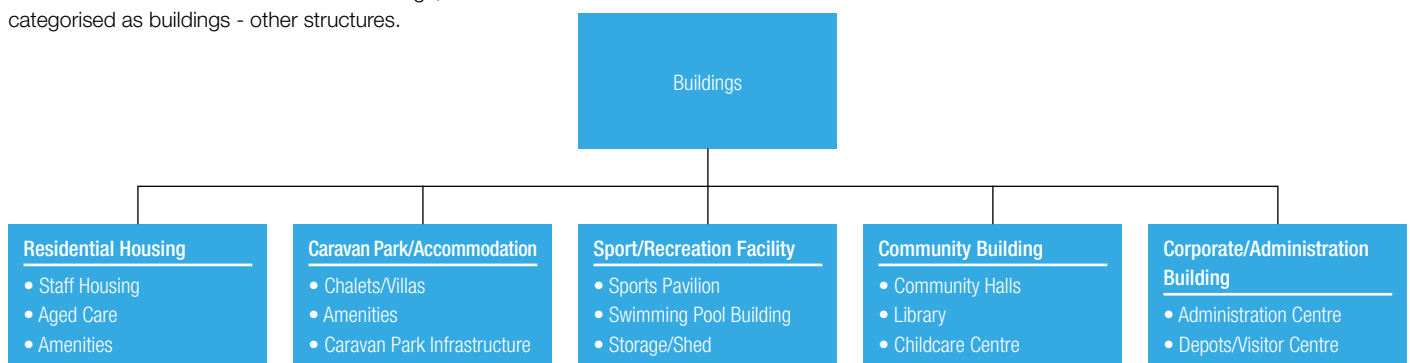 categorised as buildings - other structures.
Buildings
Residential Housing
• Staff Housing
• Aged Care
• Amenities
Caravan Park/Accommodation
• Chalets/Villas
• Amenities
• Caravan Park Infrastructure
Sport/Recreation Facility
• Sports Pavilion
• Swimming Pool Building
• Storage/Shed
Community Building
• Community Halls
• Library
• Childcare Centre
Corporate/Administration
Building
• Administration Centre
• Depots/Visitor Centre